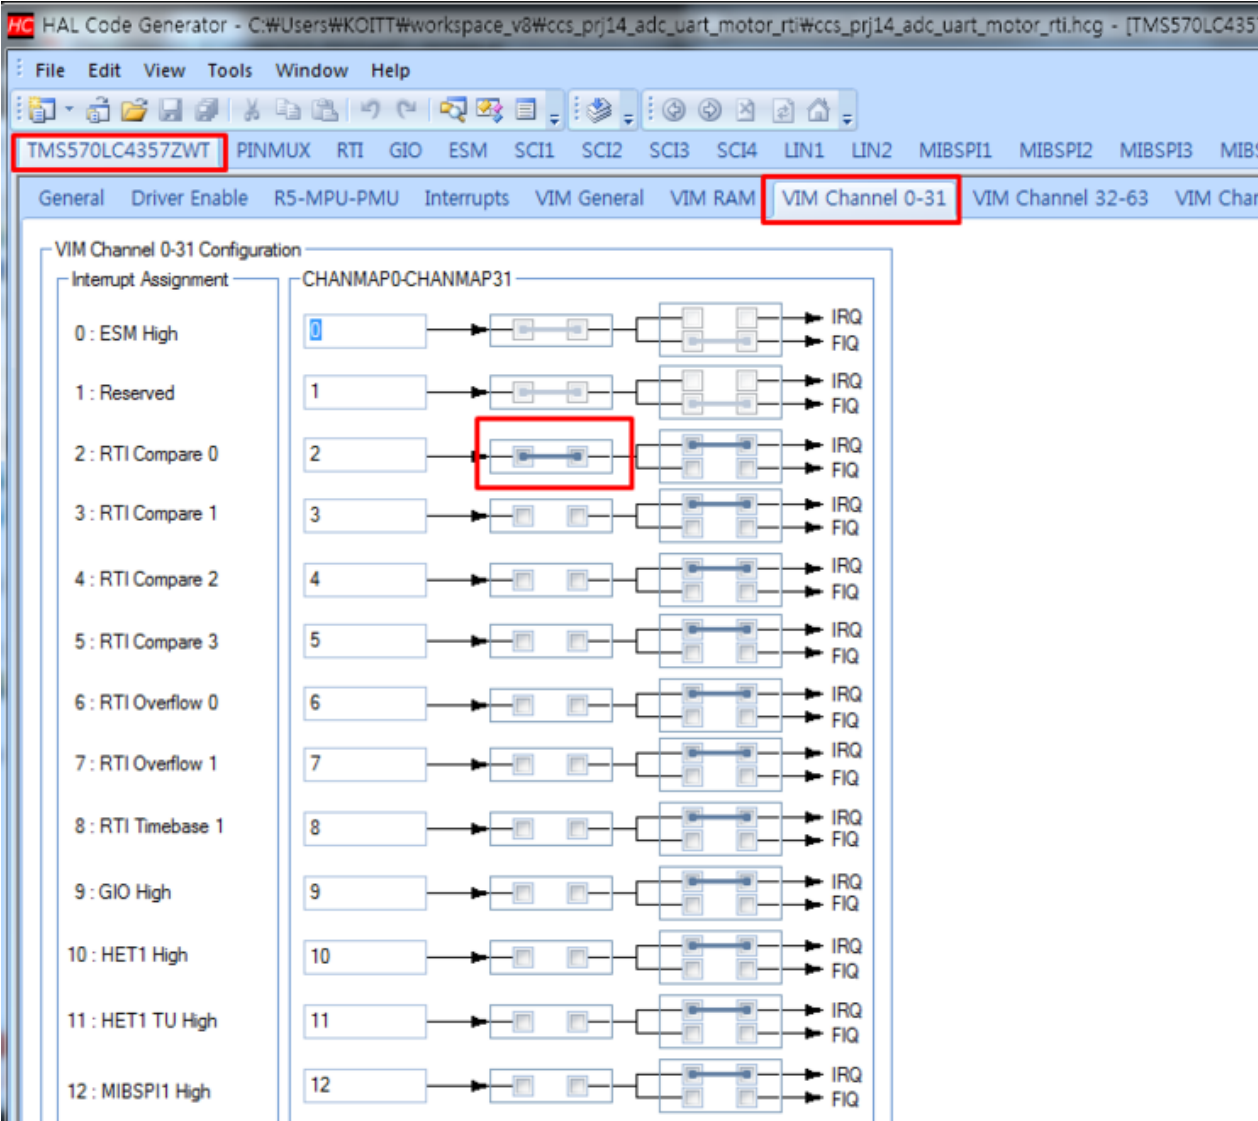 HC HAL Code Generator - C:₩Users₩KOITT₩workspace_v8₩ccs_prj14_adc_uart_motor_rti₩ccs_prj14_adc_uart_motor_rti.hcg - [TMS570LC435
File Edit View Tools Window Help
TMS570LC4357ZWT PINMUX RTI GIO ESM SCI1 SCI2 SCI3 SCI4 LIN1 LIN2 MIBSPI1 MIBSPI2 MIBSPI3 MIBS
General Driver Enable R5-MPU-PMU Interrupts VIM General VIM RAM VIM Channel 0-31 VIM Channel 32-63 VIM Char
VIM Channel 0-31 Configuration
Interrupt Assignment CHANMAP0-CHANMAP31
0 : ESM High 0 IRQ
FIQ
1 : Reserved 1 IRQ
FIQ
2 : RTI Compare 0 2 IRQ
FIQ
3 : RTI Compare 1 3 IRQ
FIQ
4 : RTI Compare 2 4 IRQ
FIQ
5 : RTI Compare 3 5 IRQ
FIQ
6 : RTI Overflow 0 6 IRQ
FIQ
7 : RTI Overflow 1 7 IRQ
FIQ
8 : RTI Timebase 1 8 IRQ
FIQ
9 : GIO High 9 IRQ
FIQ
10 : HET1 High 10 IRQ
FIQ
11 : HET1 TU High 11 IRQ
FIQ
12 : MIBSPI1 High 12 IRQ
FIQ